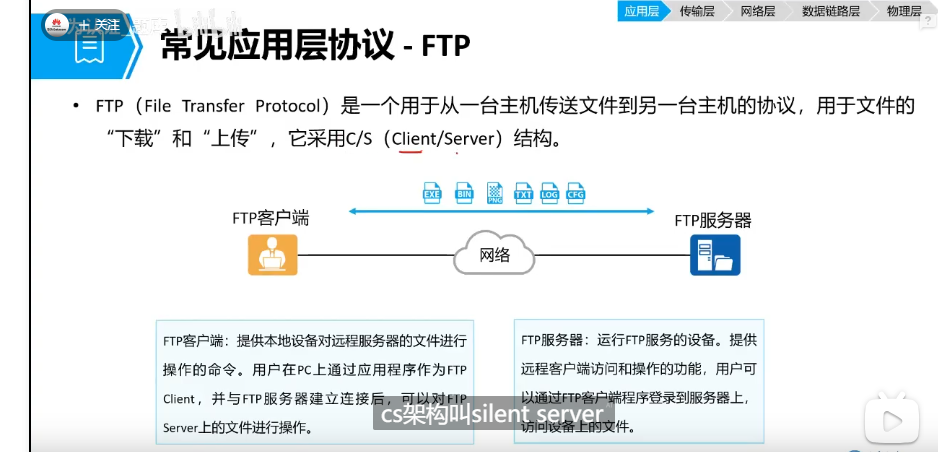 应用层 传输层 网络层 数据链路层 物理层
+ 关注
常见应用层协议 - FTP
• FTP（File Transfer Protocol）是一个用于从一台主机传送文件到另一台主机的协议，用于文件的
“下载”和“上传”，它采用C/S（Client/Server）结构。
EXE BIN PNG TXT LOG CFG
FTP客户端
FTP服务器
网络
FTP客户端：提供本地设备对远程服务器的文件进行
操作的命令。用户在PC上通过应用程序作为FTP
Client，并与FTP服务器建立连接后，可以对FTP
Server上的文件进行操作。
FTP服务器：运行FTP服务的设备。提供
远程客户端访问和操作的功能，用户可
以通过FTP客户端程序登录到服务器上，
访问设备上的文件。
cs架构叫silent server